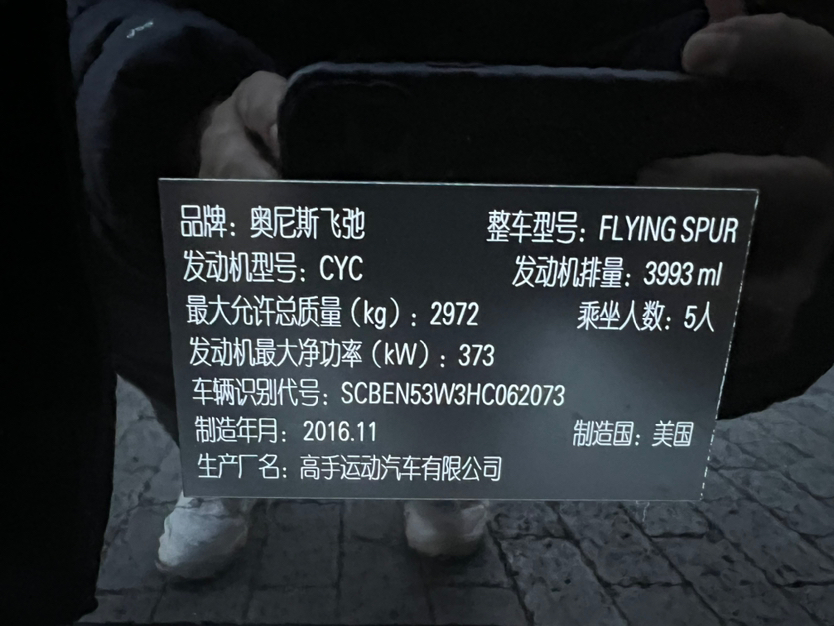 品牌：奥尼斯飞弛 整车型号：FLYING SPUR
发动机型号：CYC 发动机排量：3993 ml
最大允许总质量（kg）：2972 乘坐人数：5人
发动机最大净功率（kW）：373
车辆识别代号：SCBEN53W3HC062073
制造年月：2016.11 制造国：美国
生产厂名：高手运动汽车有限公司